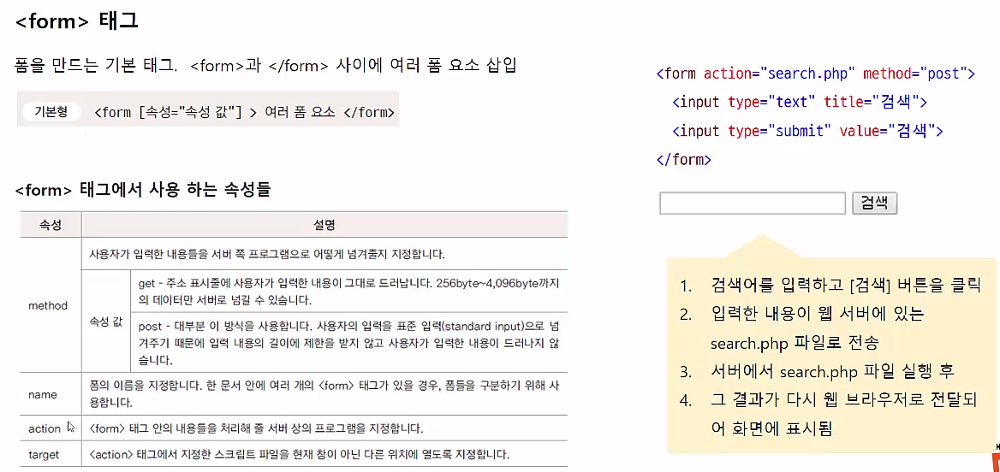 <form> 태그
폼을 만드는 기본 태그. <form>과 </form> 사이에 여러 폼 요소 삽입
기본형 <form [속성="속성 값"] > 여러 폼 요소 </form>
<form> 태그에서 사용 하는 속성들
속성 설명
method
사용자가 입력한 내용들을 서버 쪽 프로그램으로 어떻게 넘겨줄지 지정합니다.
속성 값
get - 주소 표시줄에 사용자가 입력한 내용이 그대로 드러납니다. 256byte~4,096byte까지
의 데이터만 서버로 넘길 수 있습니다.
post - 대부분 이 방식을 사용합니다. 사용자의 입력을 표준 입력(standard input)으로 넘
겨주기 때문에 입력 내용의 길이에 제한을 받지 않고 사용자가 입력한 내용이 드러나지 않
습니다.
name
폼의 이름을 지정합니다. 한 문서 안에 여러 개의 <form> 태그가 있을 경우, 폼들을 구분하기 위해 사
용합니다.
action <form> 태그 안의 내용들을 처리해 줄 서버 상의 프로그램을 지정합니다.
target <action> 태그에서 지정한 스크립트 파일을 현재 창이 아닌 다른 위치에 열도록 지정합니다.
<form action="search.php" method="post">
<input type="text" title="검색">
<input type="submit" value="검색">
</form>
검색
1. 검색어를 입력하고 [검색] 버튼을 클릭
2. 입력한 내용이 웹 서버에 있는
search.php 파일로 전송
3. 서버에서 search.php 파일 실행 후
4. 그 결과가 다시 웹 브라우저로 전달되
어 화면에 표시됨